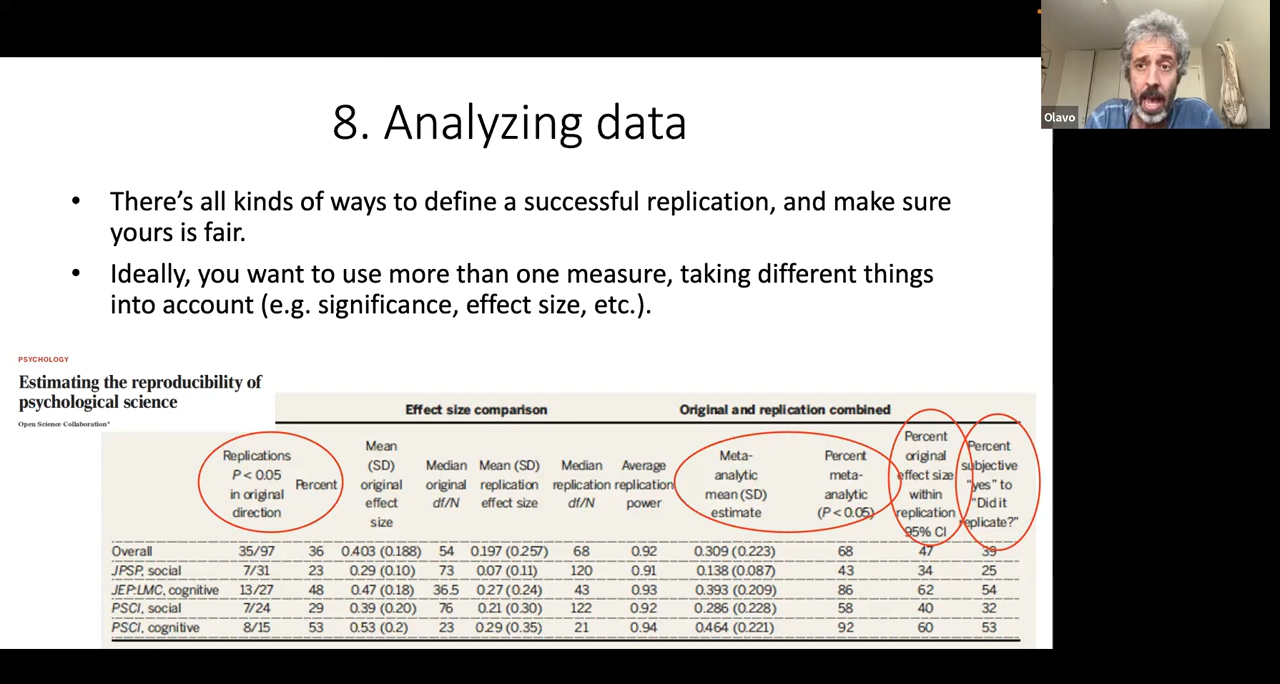 Olavo
8. Analyzing data
• There's all kinds of ways to define a successful replication, and make sure
yours is fair.
• Ideally, you want to use more than one measure, taking different things
into account (e.g. significance, effect size, etc.).
PSYCHOLOGY
Estimating the reproducibility of
psychological science
Open Science Collaboration*
Effect size comparison Original and replication combined
Replications
P < 0.05
in original
direction
Percent
Mean
(SD)
original
effect
size
Median
original
df/N
Mean (SD)
replication
effect size
Median
replication
df/N
Average
replication
power
Meta-
analytic
mean (SD)
estimate
Percent
meta-
analytic
(P < 0.05)
Percent
original
effect size
within
replication
95% CI
Percent
subjective
"yes" to
"Did it
replicate?"
Overall 35/97 36 0.403 (0.188) 54 0.197 (0.257) 68 0.92 0.309 (0.223) 68 47 39
JPSP, social 7/31 23 0.29 (0.10) 73 0.07 (0.11) 120 0.91 0.138 (0.087) 43 34 25
JEP:LMC, cognitive 13/27 48 0.47 (0.18) 36.5 0.27 (0.24) 43 0.93 0.393 (0.209) 86 62 54
PSCI, social 7/24 29 0.39 (0.20) 76 0.21 (0.30) 122 0.92 0.286 (0.228) 58 40 32
PSCI, cognitive 8/15 53 0.53 (0.2) 23 0.29 (0.35) 21 0.94 0.464 (0.221) 92 60 53